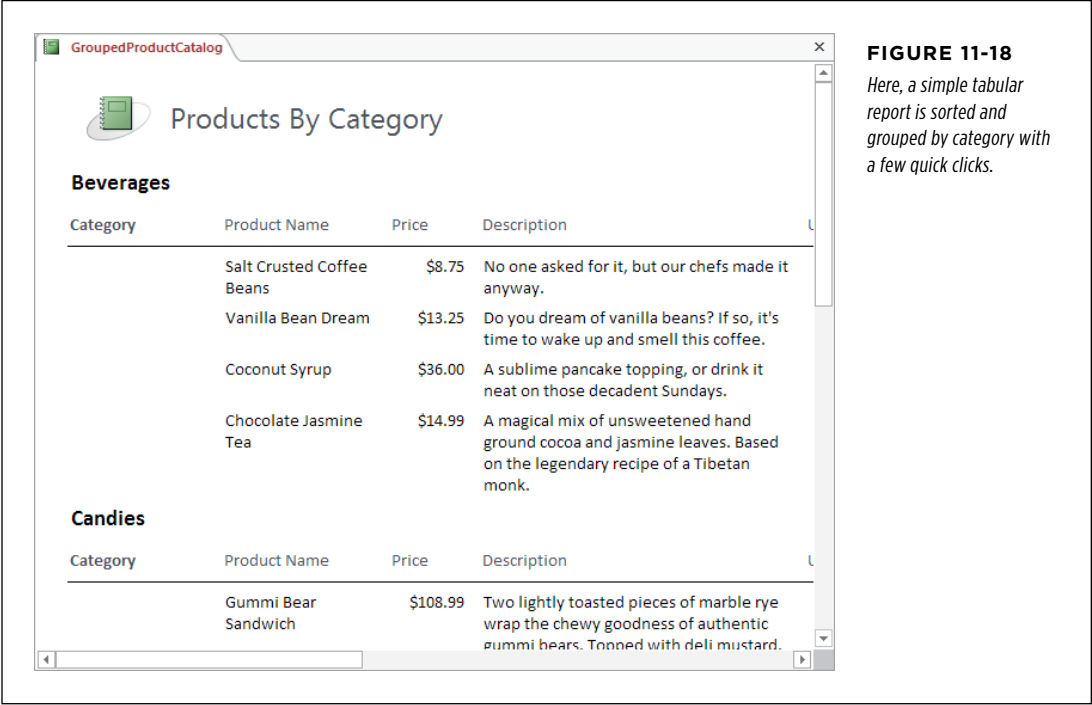 GroupedProductCatalog
Products By Category
Beverages
Category Product Name Price Description U
Salt Crusted Coffee Beans $8.75 No one asked for it, but our chefs made it anyway.
Vanilla Bean Dream $13.25 Do you dream of vanilla beans? If so, it's time to wake up and smell this coffee.
Coconut Syrup $36.00 A sublime pancake topping, or drink it neat on those decadent Sundays.
Chocolate Jasmine Tea $14.99 A magical mix of unsweetened hand ground cocoa and jasmine leaves. Based on the legendary recipe of a Tibetan monk.
Candies
Category Product Name Price Description U
Gummi Bear Sandwich $108.99 Two lightly toasted pieces of marble rye wrap the chewy goodness of authentic gummi bears. Topped with deli mustard,
FIGURE 11-18
Here, a simple tabular
report is sorted and
grouped by category with
a few quick clicks.